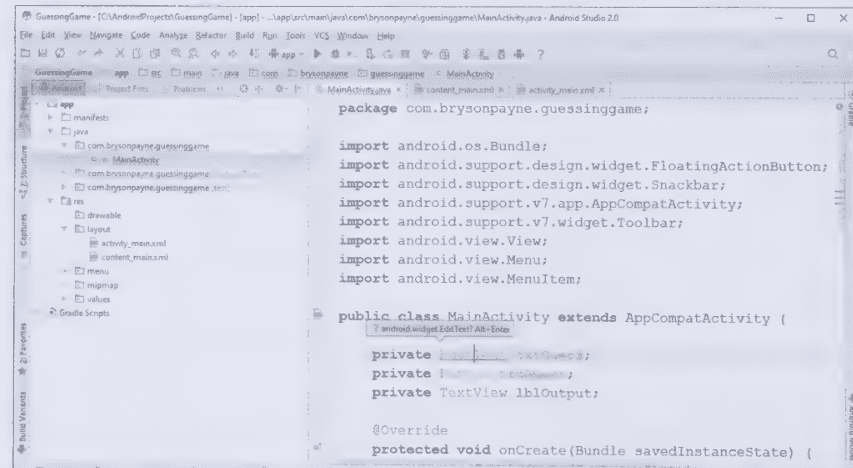 GuessingGame - [C:\AndroidProjects\GuessingGame] - [app] - ...\app\src\main\java\com\brysonpayne\guessinggame\MainActivity.java - Android Studio 2.0
File Edit View Navigate Code Analyze Refactor Build Run Tools VCS Window Help
app
GuessingGame app src main java com brysonpayne guessinggame MainActivity
Android Project Files Problems MainActivity.java content_main.xml activity_main.xml
app
manifests
java
com.brysonpayne.guessinggame
MainActivity
com.brysonpayne.guessinggame
com.brysonpayne.guessinggame (test)
res
drawable
layout
activity_main.xml
content_main.xml
menu
mipmap
values
Gradle Scripts
Structure
Captures
2: Favorites
Build Variants
package com.brysonpayne.guessinggame;
import android.os.Bundle;
import android.support.design.widget.FloatingActionButton;
import android.support.design.widget.Snackbar;
import android.support.v7.app.AppCompatActivity;
import android.support.v7.widget.Toolbar;
import android.view.View;
import android.view.Menu;
import android.view.MenuItem;
public class MainActivity extends AppCompatActivity {
? android.widget.EditText? Alt+Enter
private
private
private TextView lblOutput;
@Override
protected void onCreate(Bundle savedInstanceState) {